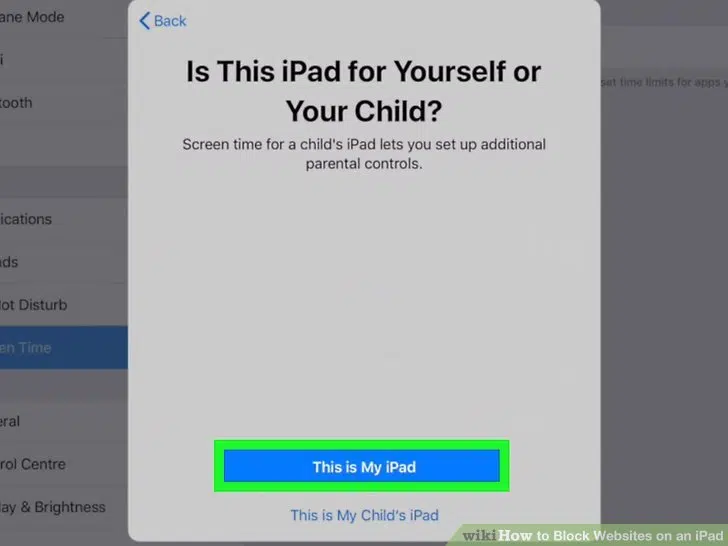 ane Mode
Back
Is This iPad for Yourself or
Your Child?
Screen time for a child's iPad lets you set up additional
parental controls.
set time limits for apps y
i
tooth
ications
nds
Not Disturb
en Time
eral
rol Centre
ay & Brightness
This is My iPad
This is My Child's iPad
wikiHow to Block Websites on an iPad